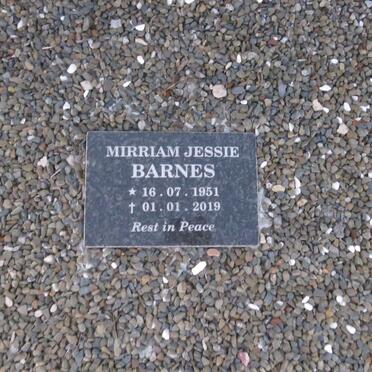 MIRRIAM JESSIE
BARNES
★ 16 . 07 . 1951
† 01 . 01 . 2019
Rest in Peace